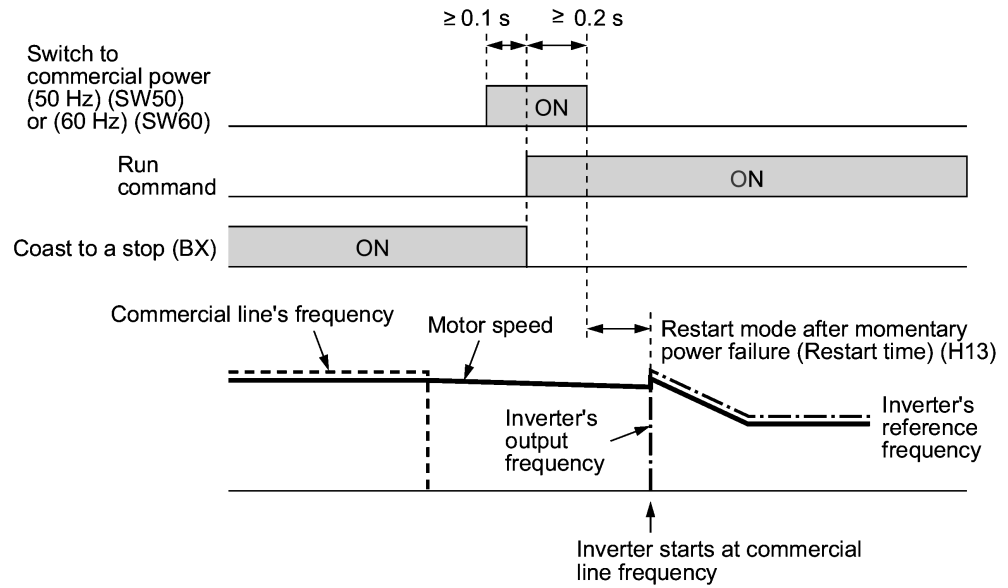 ≥ 0.1 s
≥ 0.2 s
Switch to
commercial power
(50 Hz) (SW50)
or (60 Hz) (SW60)
ON
Run
command
ON
Coast to a stop (BX)
ON
Commercial line's frequency
Motor speed
Restart mode after momentary
power failure (Restart time) (H13)
Inverter's
output
frequency
Inverter's
reference
frequency
Inverter starts at commercial
line frequency